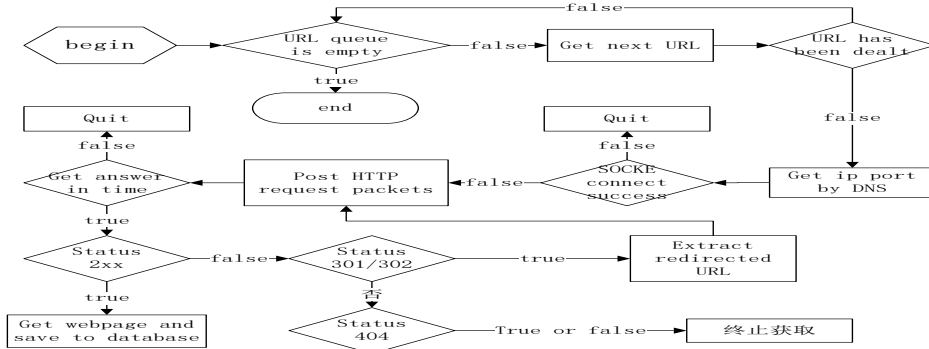 false
begin
URL queue
is empty
false
Get next URL
URL has
been dealt
true
end
false
Quit
Quit
false
false
Get answer
in time
Post HTTP
request packets
false
SOCKE
connect
success
Get ip port
by DNS
true
Status
2xx
false
Status
301/302
true
Extract
redirected
URL
true
否
Get webpage and
save to database
Status
404
True or false
终止获取